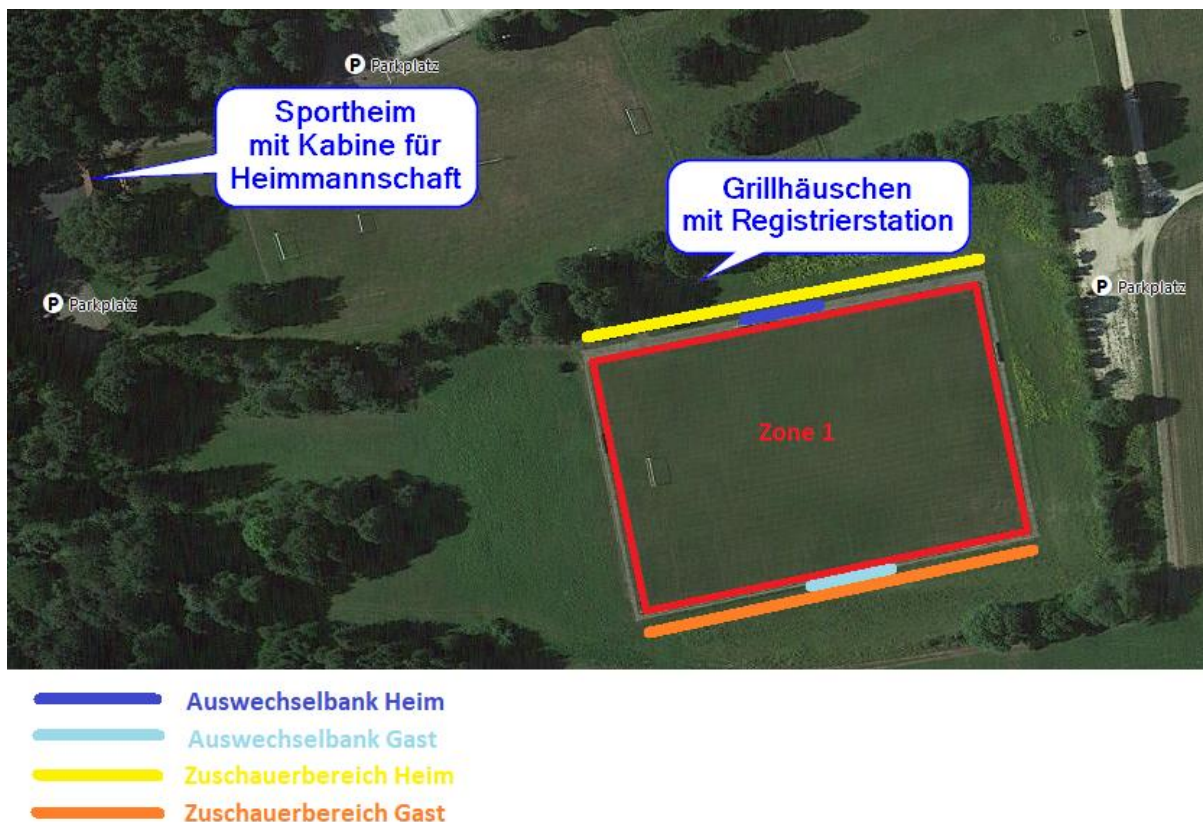 P Parkplatz
Sportheim
mit Kabine für
Heimmannschaft
Grillhäuschen
mit Registrierstation
P Parkplatz
P Parkplatz
Zone 1
Auswechselbank Heim
Auswechselbank Gast
Zuschauerbereich Heim
Zuschauerbereich Gast